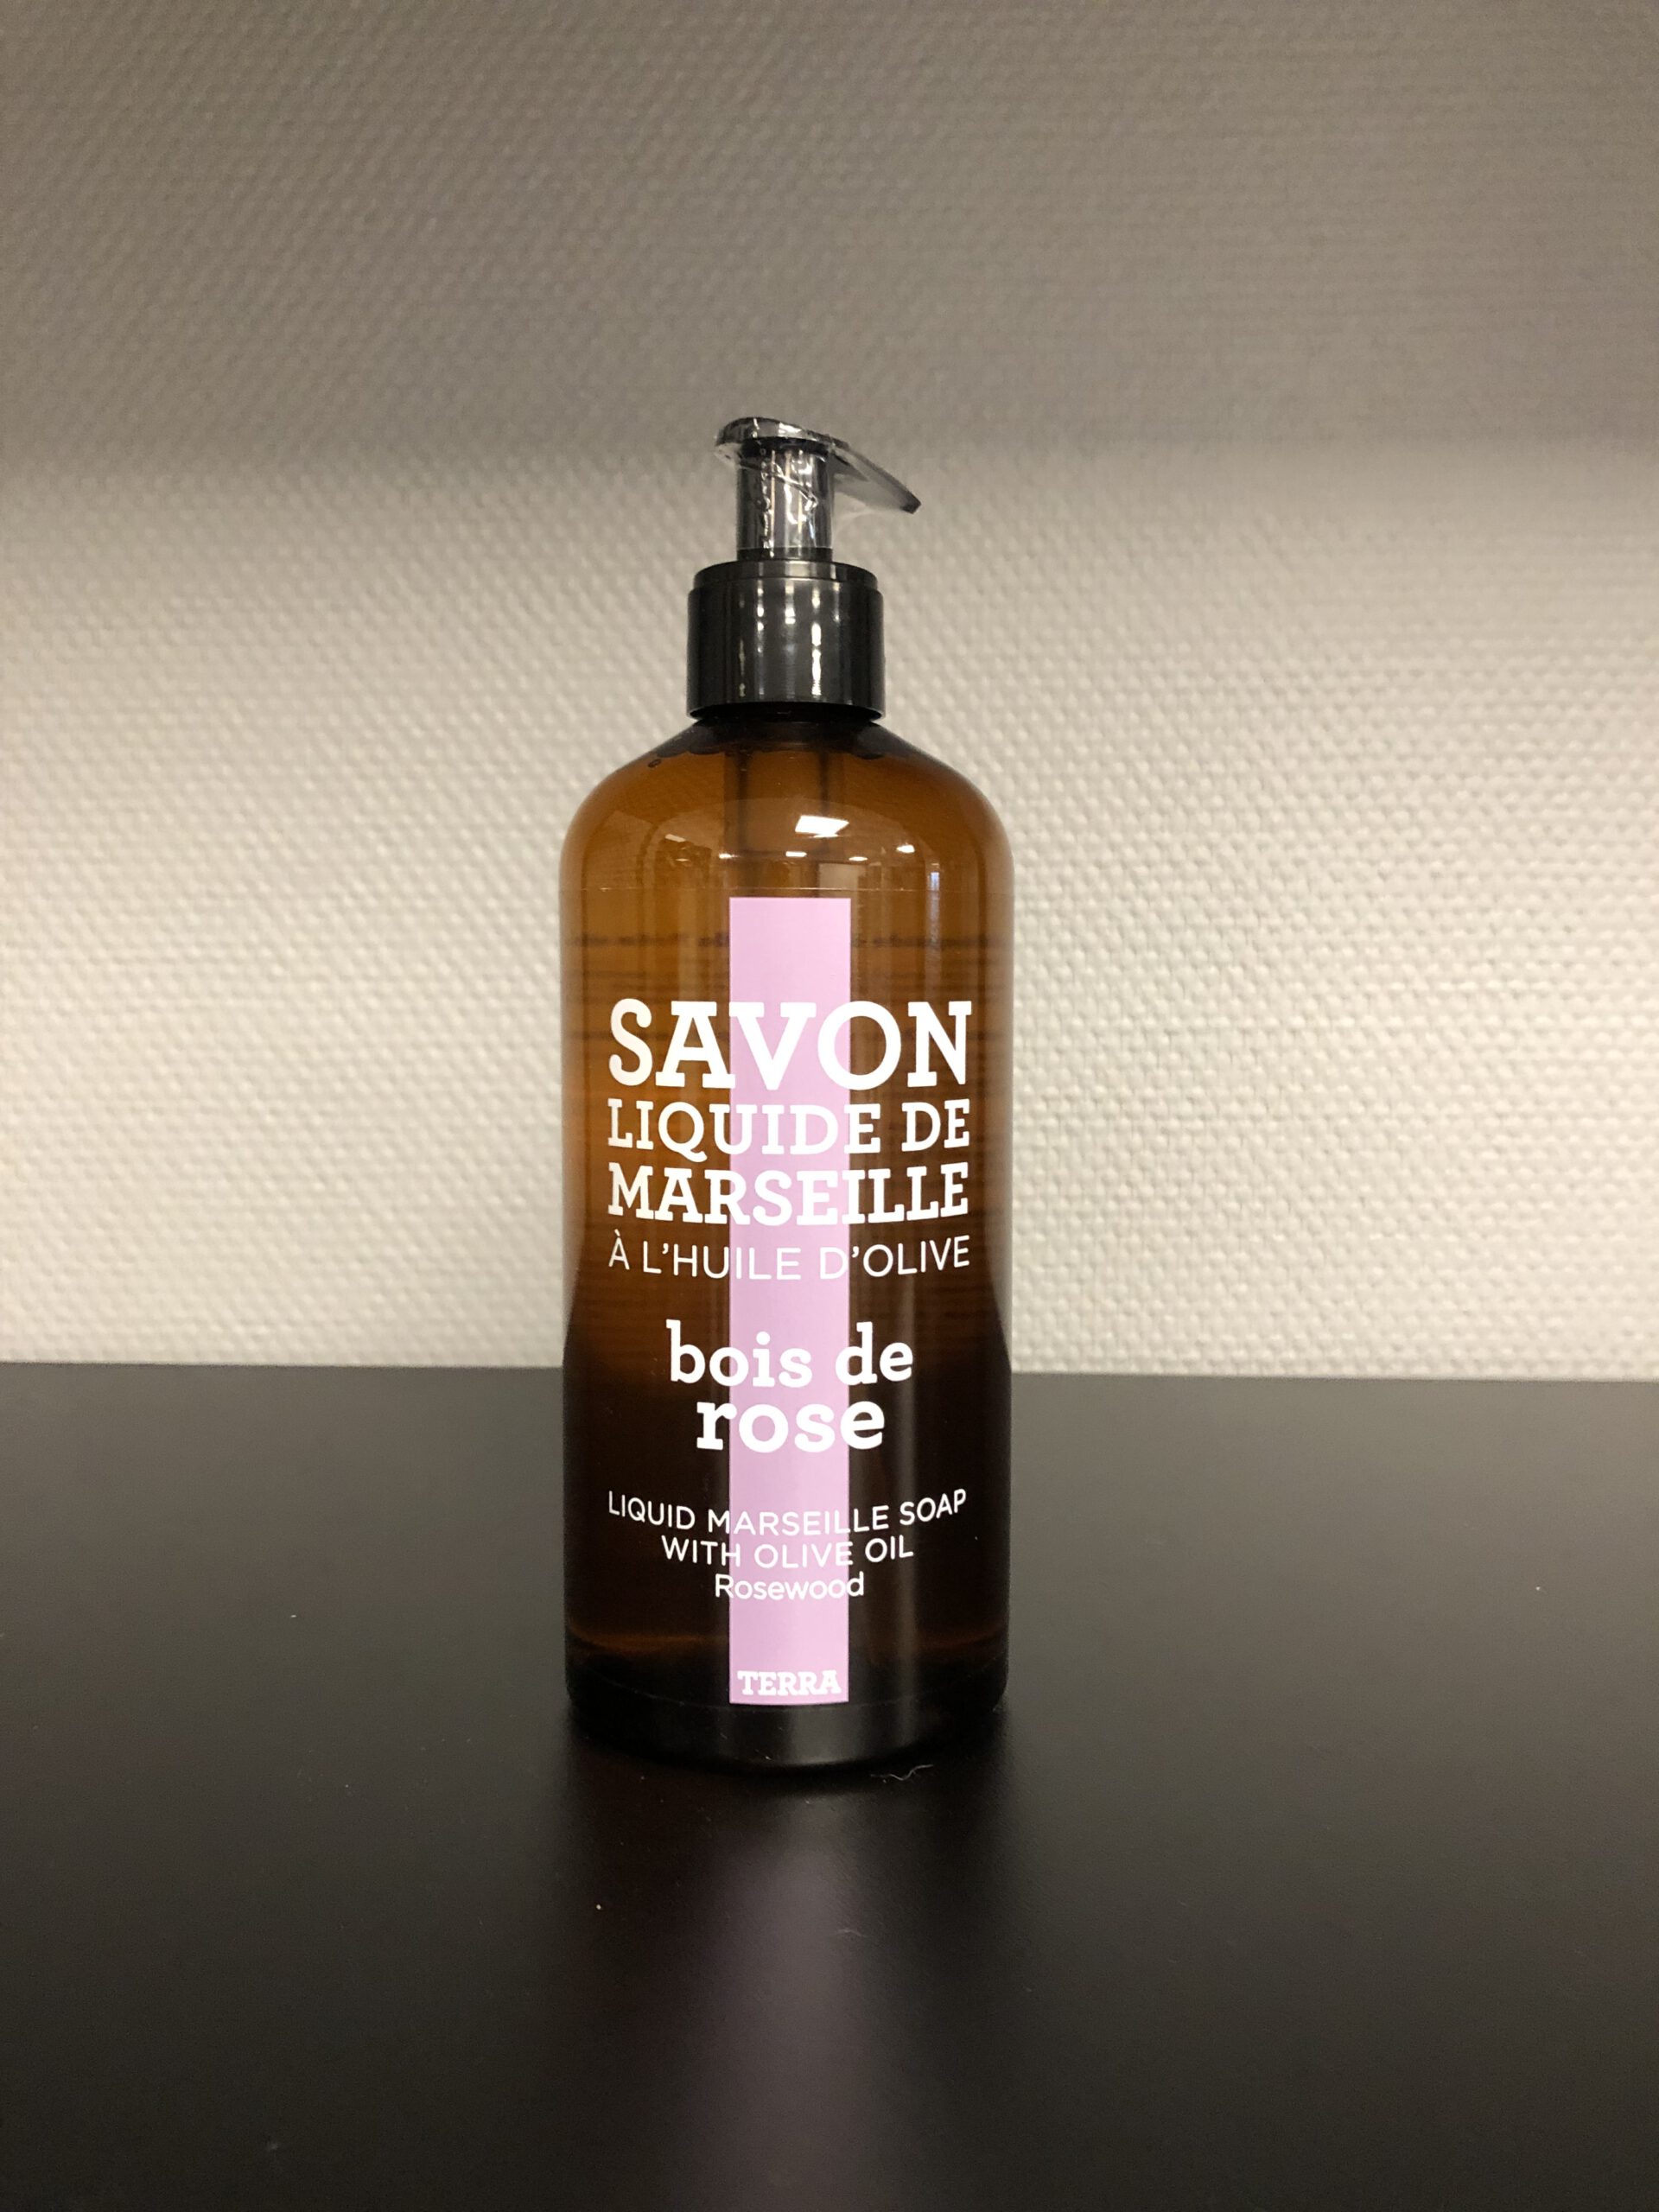 SAVON
LIQUIDE DE
MARSEILLE
À L'HUILE D'OLIVE
bois de
rose
LIQUID MARSEILLE SOAP
WITH OLIVE OIL
Rosewood
TERRA